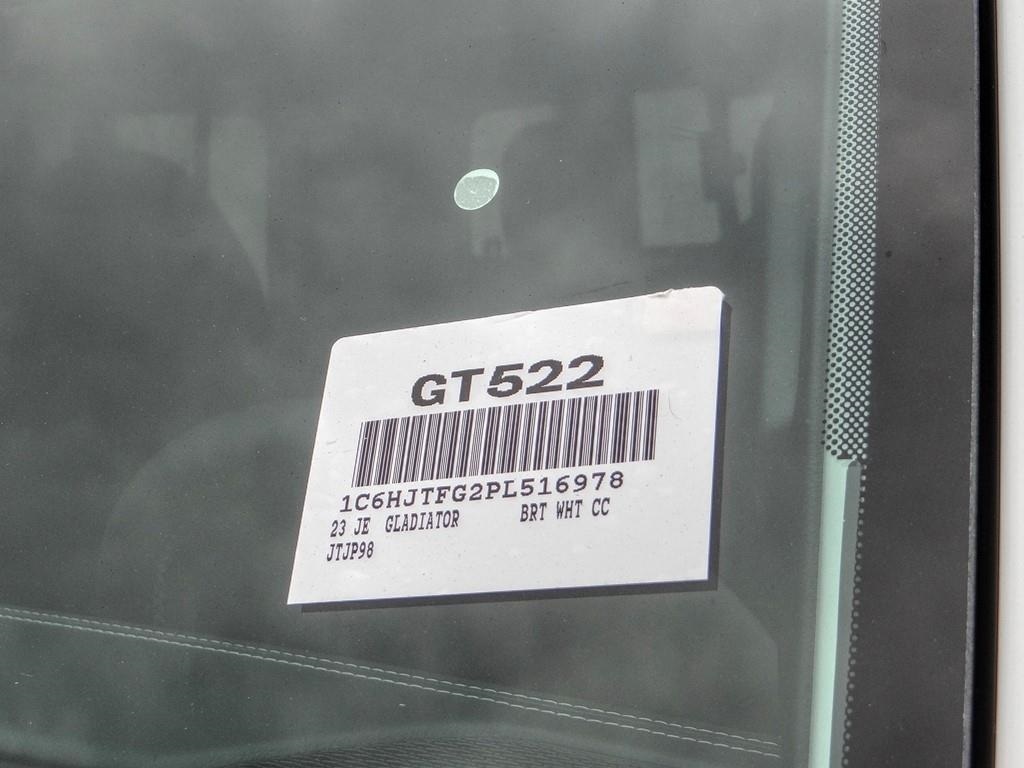 GT522
1C6HJTFG2PL516978
23 JE GLADIATOR BRT WHT CC
JTJP98